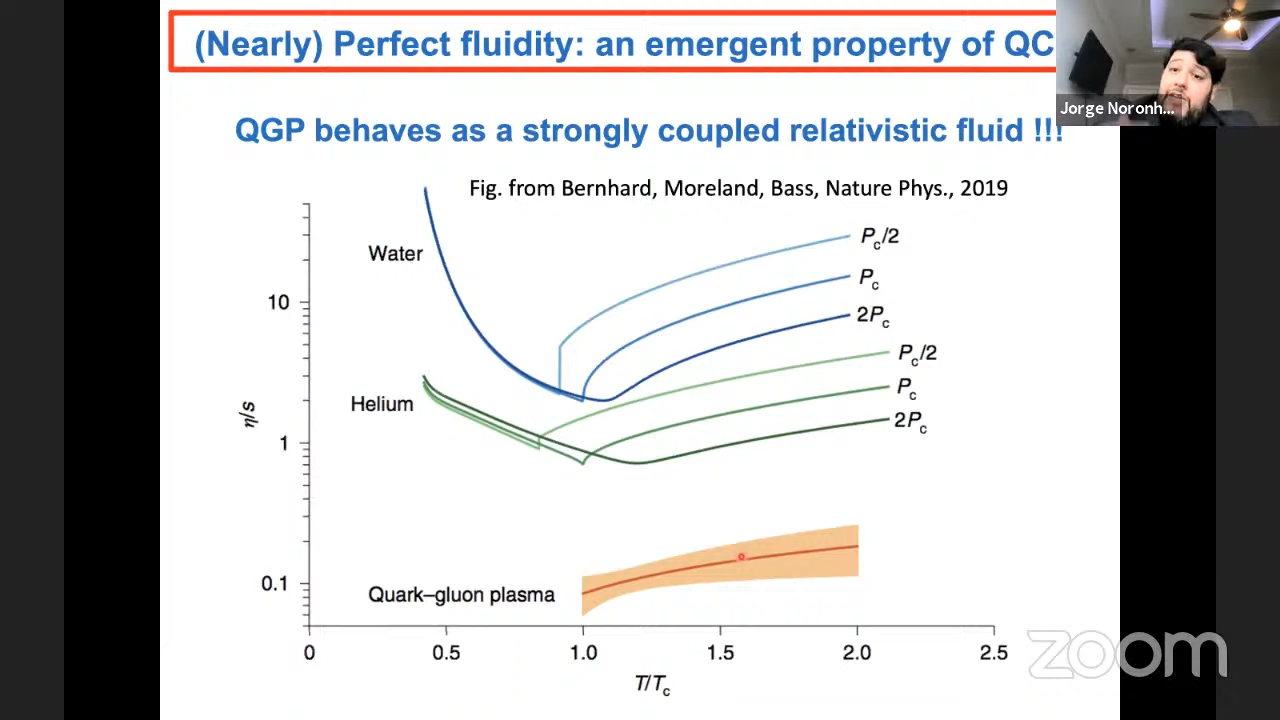 (Nearly) Perfect fluidity: an emergent property of QC
Jorge Noronh...
QGP behaves as a strongly coupled relativistic fluid !!!
Fig. from Bernhard, Moreland, Bass, Nature Phys., 2019
Water
Pc/2
Pc
2Pc
10
Helium
Pc/2
Pc
2Pc
η/s
1
0.1
Quark–gluon plasma
0
0.5
1.0
1.5
2.0
2.5
T/Tc
zoom